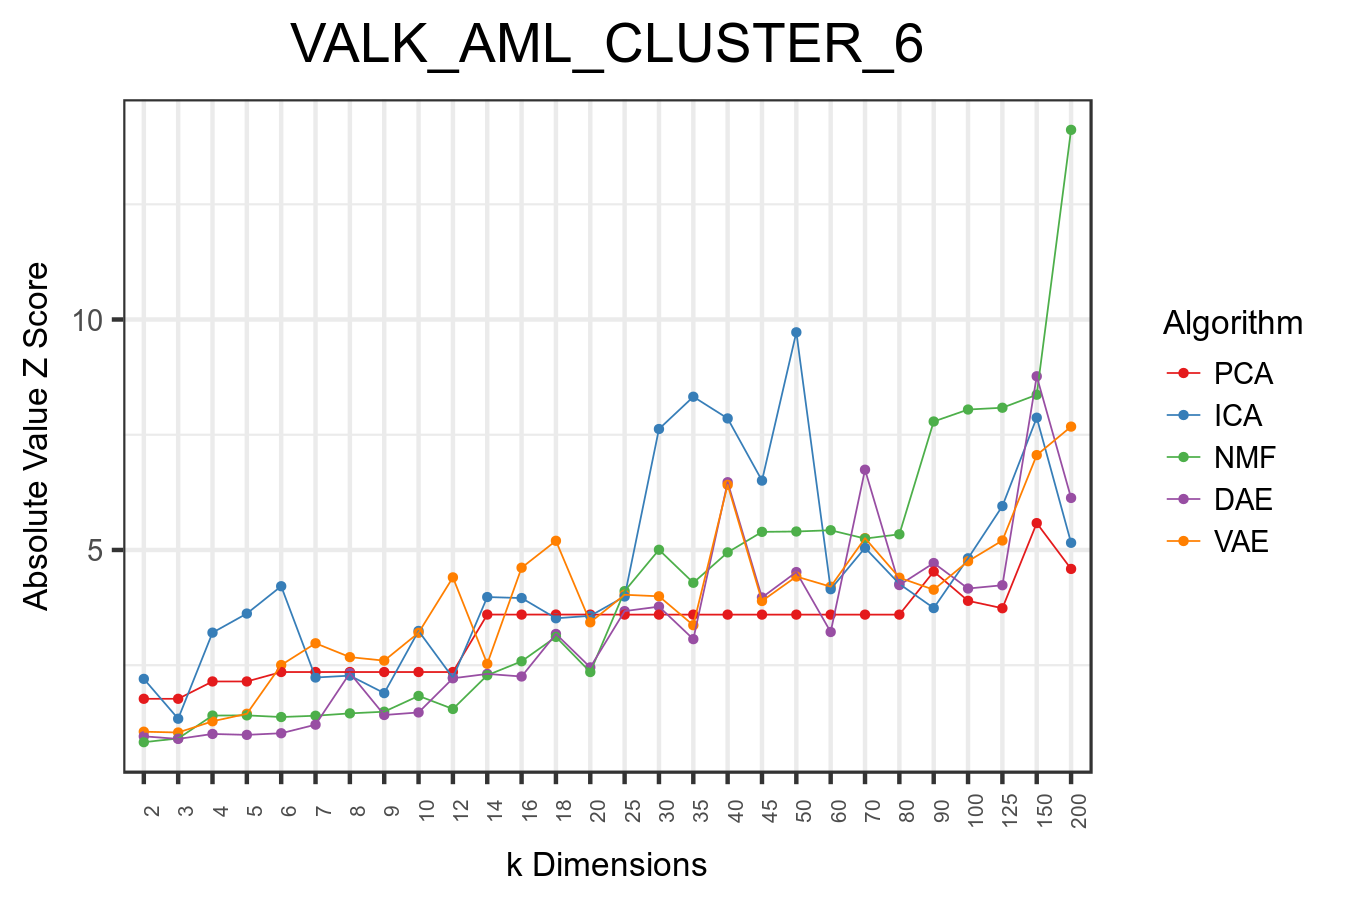 VALK_AML_CLUSTER_6
Absolute Value Z Score
10
5
2 3 4 5 6 7 8 9 10 12 14 16 18 20 25 30 35 40 45 50 60 70 80 90 100 125 150 200
k Dimensions
Algorithm
PCA
ICA
NMF
DAE
VAE